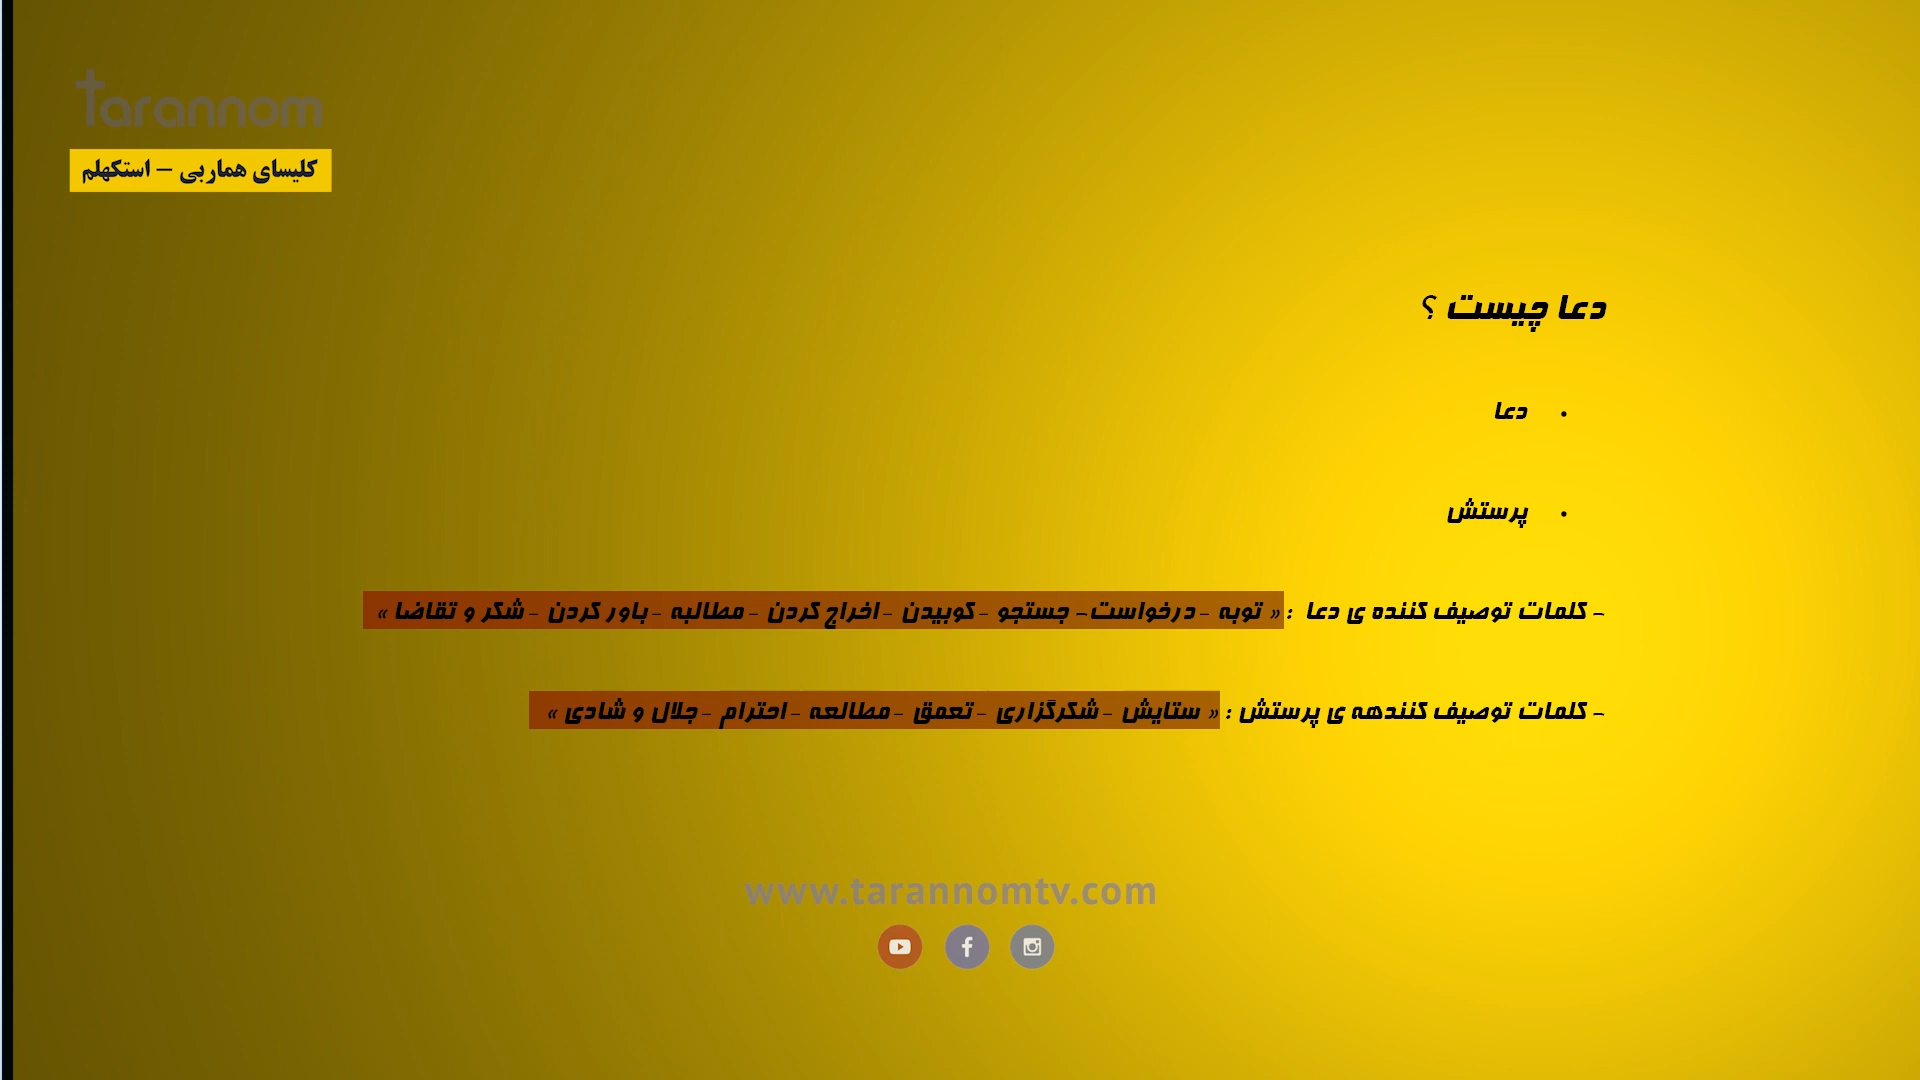 tarannom
کلیسای هماربی – استکهلم
دعا چیست ؟
• دعا
• پرستش
– کلمات توصیف کننده ی دعا : « توبه – درخواست– جستجو – کوبیدن – اخراج کردن – مطالبه – باور کردن – شکر و تقاضا »
– کلمات توصیف کنندهه ی پرستش : « ستایش – شکرگزاری – تعمق – مطالعه – احترام – جلال و شادی »
www.tarannomtv.com